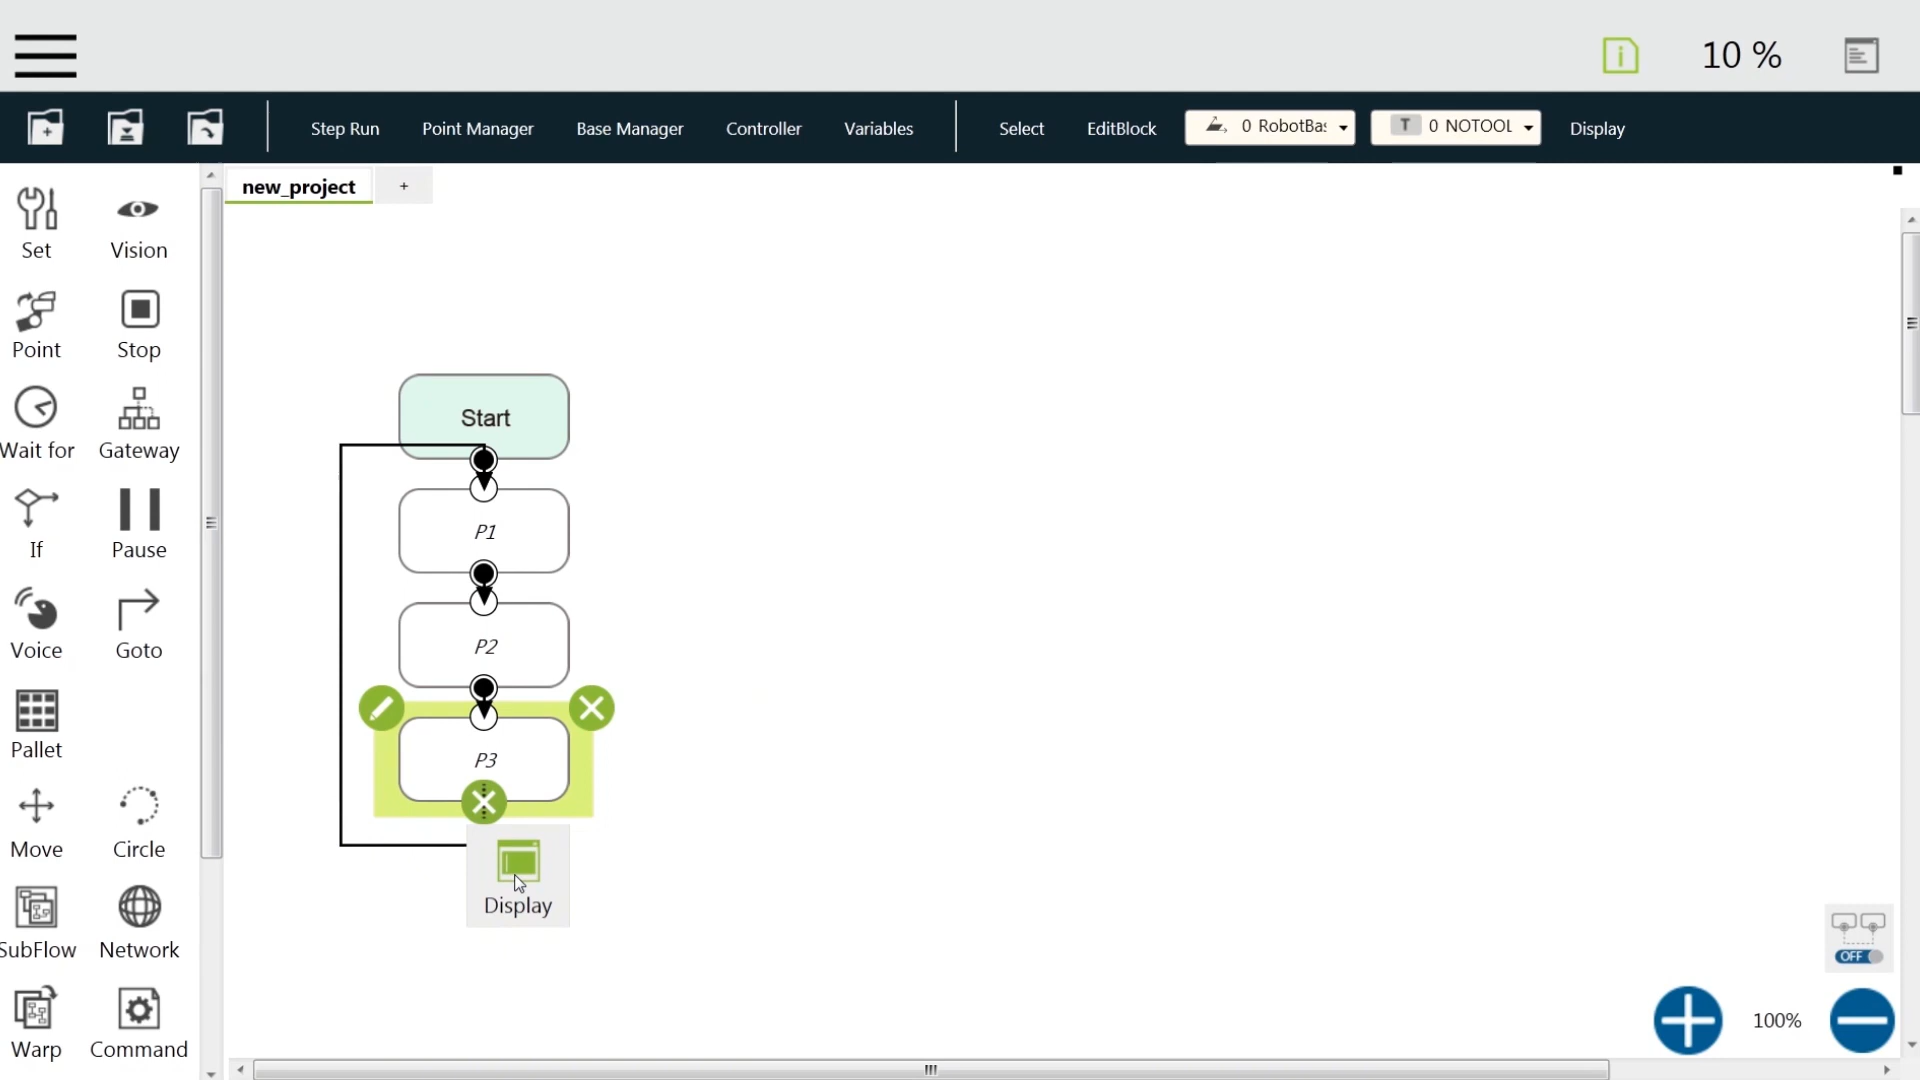 10 %
Step Run
Point Manager
Base Manager
Controller
Variables
Select
EditBlock
0 RobotBas
T 0 NOTOOL
Display
new_project
+
Set
Vision
Point
Stop
Wait for
Gateway
If
Pause
Voice
Goto
Pallet
Move
Circle
SubFlow
Network
Warp
Command
Start
P1
P2
P3
Display
OFF
100%